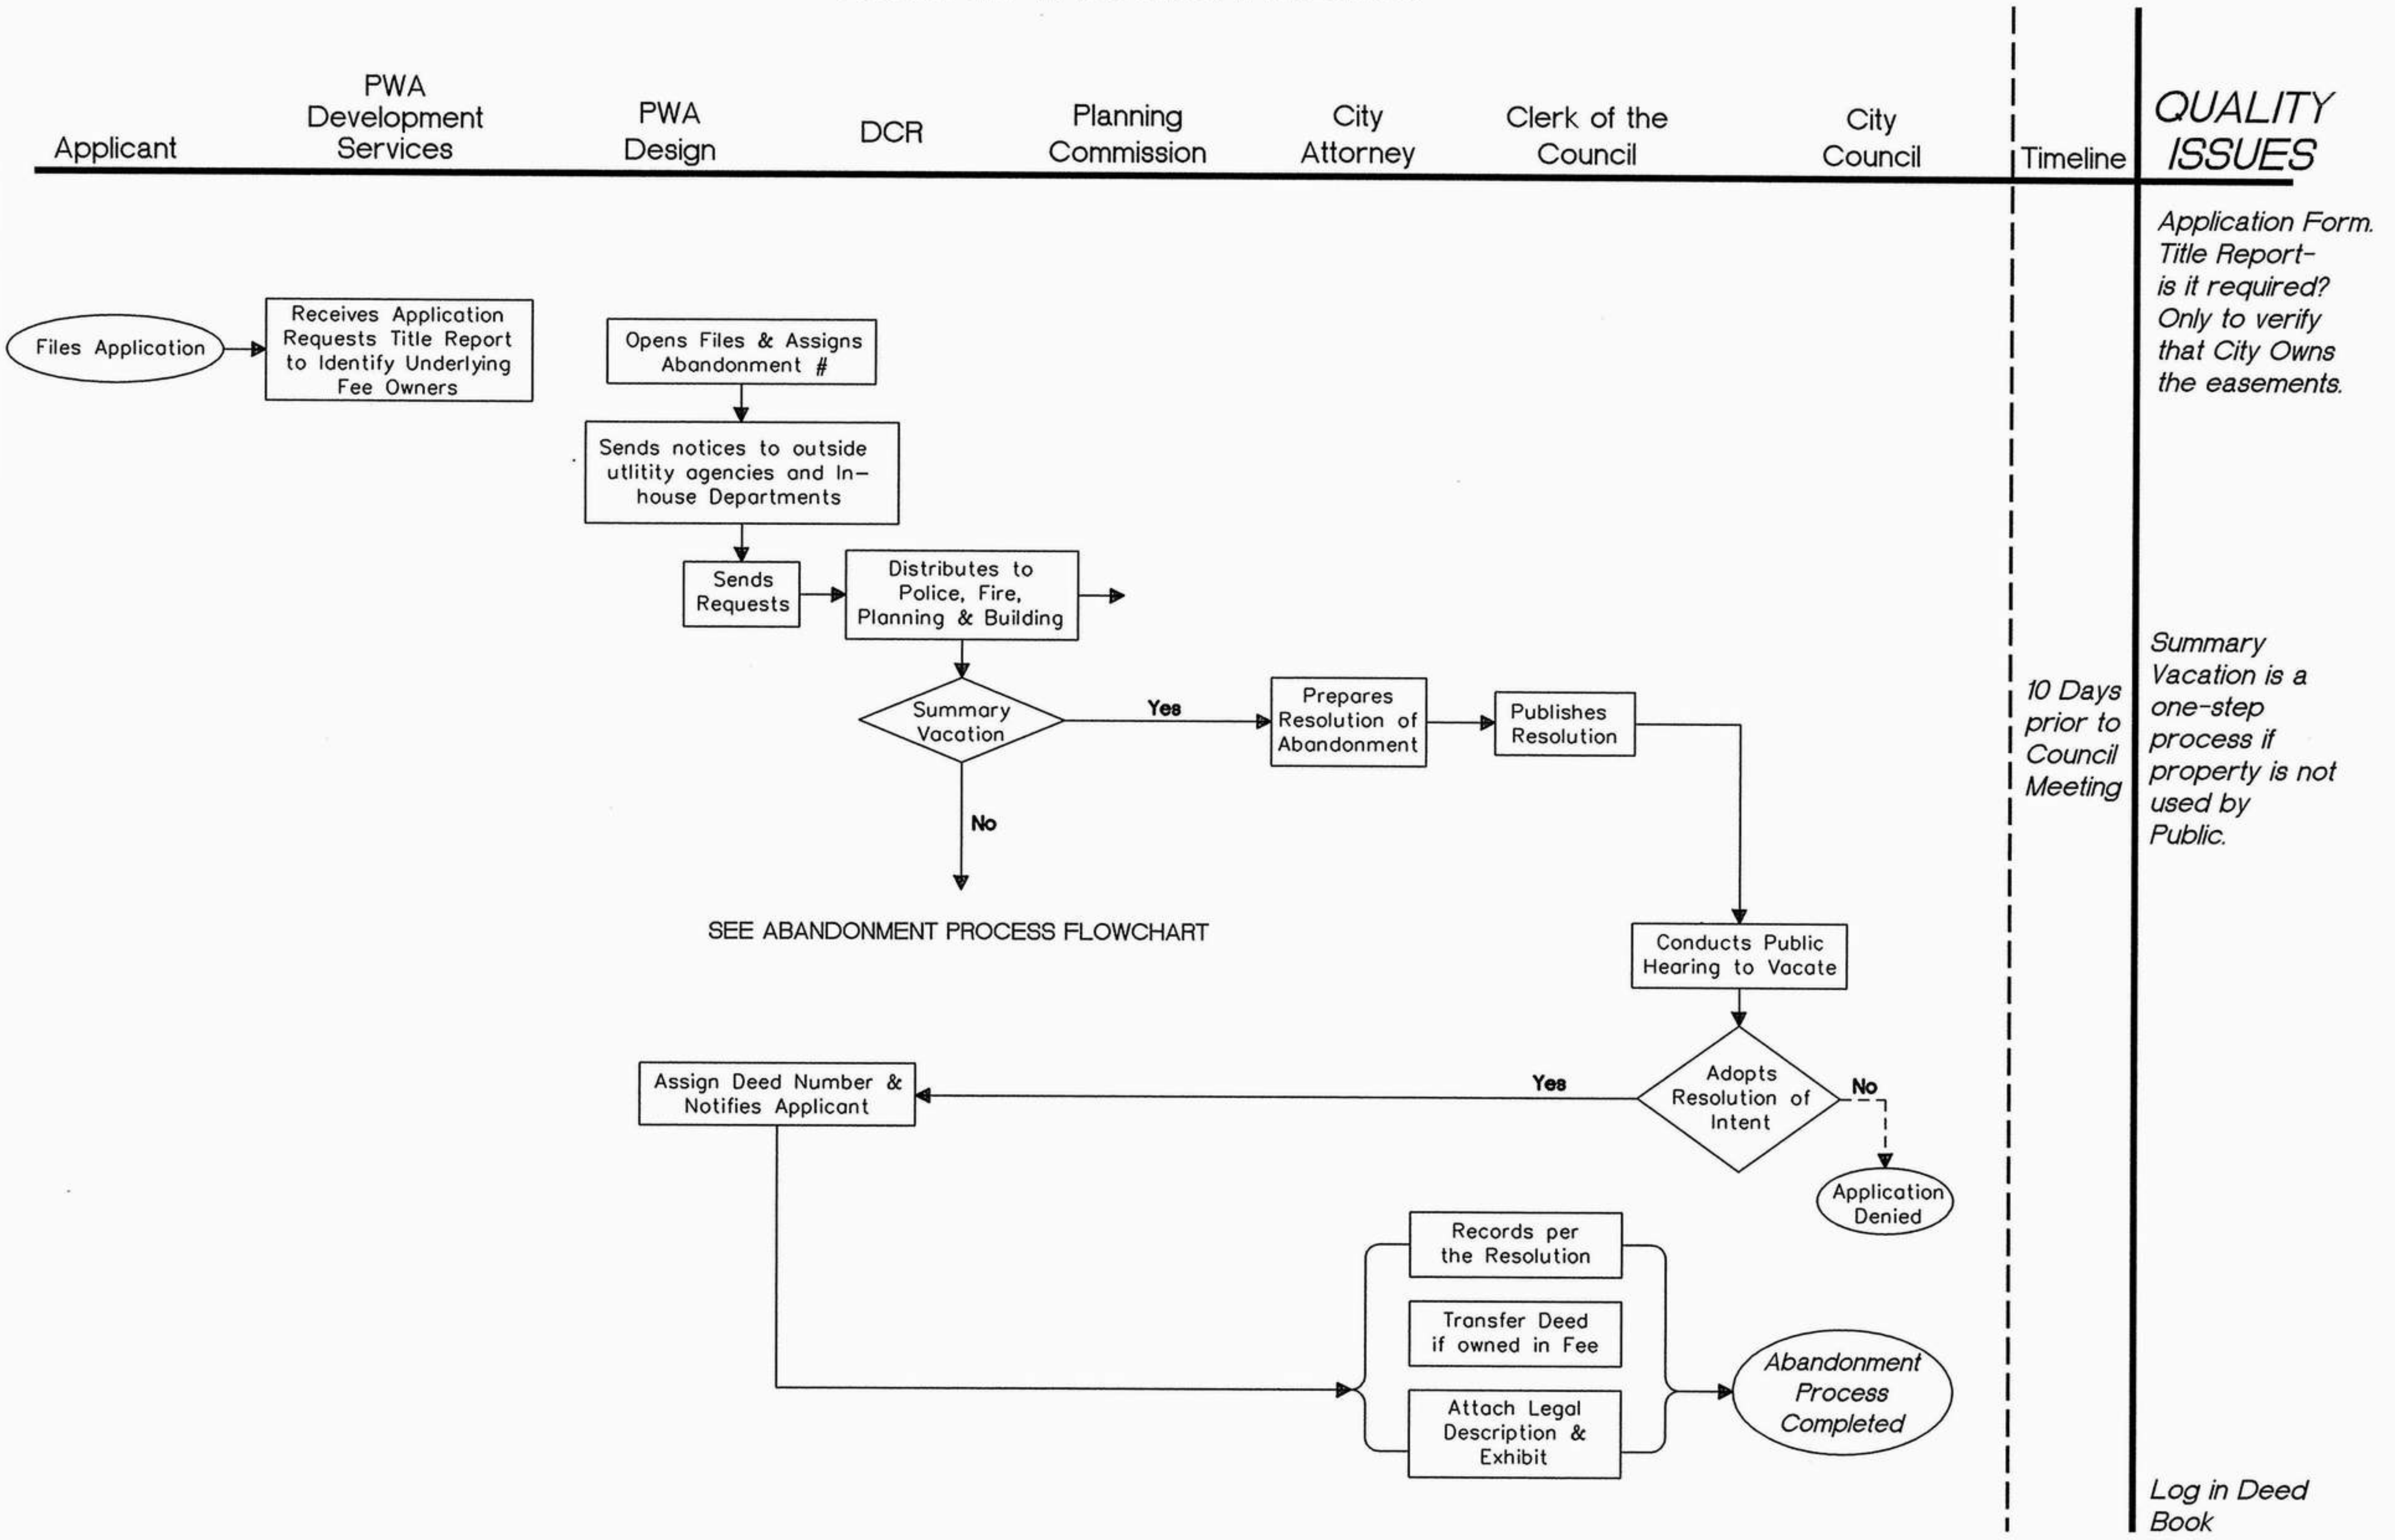 Applicant
PWA
Development
Services
PWA
Design
DCR
Planning
Commission
City
Attorney
Clerk of the
Council
City
Council
Timeline
QUALITY
ISSUES
Application Form.
Title Report-
is it required?
Only to verify
that City Owns
the easements.
Files Application
Receives Application
Requests Title Report
to Identify Underlying
Fee Owners
Opens Files & Assigns
Abandonment #
Sends notices to outside
utlitity agencies and In-
house Departments
Sends
Requests
Distributes to
Police, Fire,
Planning & Building
Summary
Vacation
Yes
Prepares
Resolution of
Abandonment
Publishes
Resolution
10 Days
prior to
Council
Meeting
Summary
Vacation is a
one-step
process if
property is not
used by
Public.
No
SEE ABANDONMENT PROCESS FLOWCHART
Conducts Public
Hearing to Vacate
Adopts
Resolution of
Intent
Yes
No
Assign Deed Number &
Notifies Applicant
Application
Denied
Records per
the Resolution
Transfer Deed
if owned in Fee
Attach Legal
Description &
Exhibit
Abandonment
Process
Completed
Log in Deed
Book